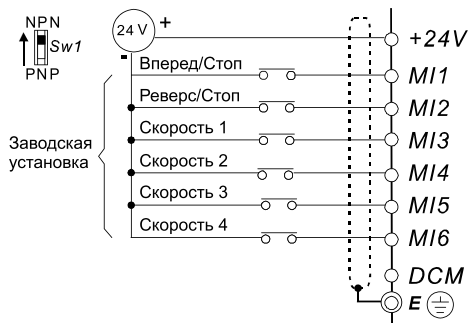 NPN
Sw1
PNP
24 V
+
-
+24V
Вперед/Стоп
MI1
Реверс/Стоп
MI2
Заводская
установка
Скорость 1
MI3
Скорость 2
MI4
Скорость 3
MI5
Скорость 4
MI6
DCM
E